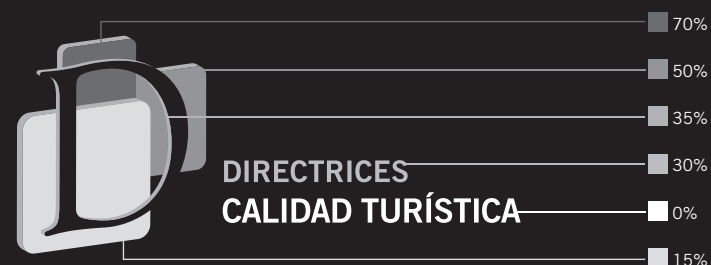 70%
50%
35%
DIRECTRICES 30%
CALIDAD TURÍSTICA 0%
15%
D